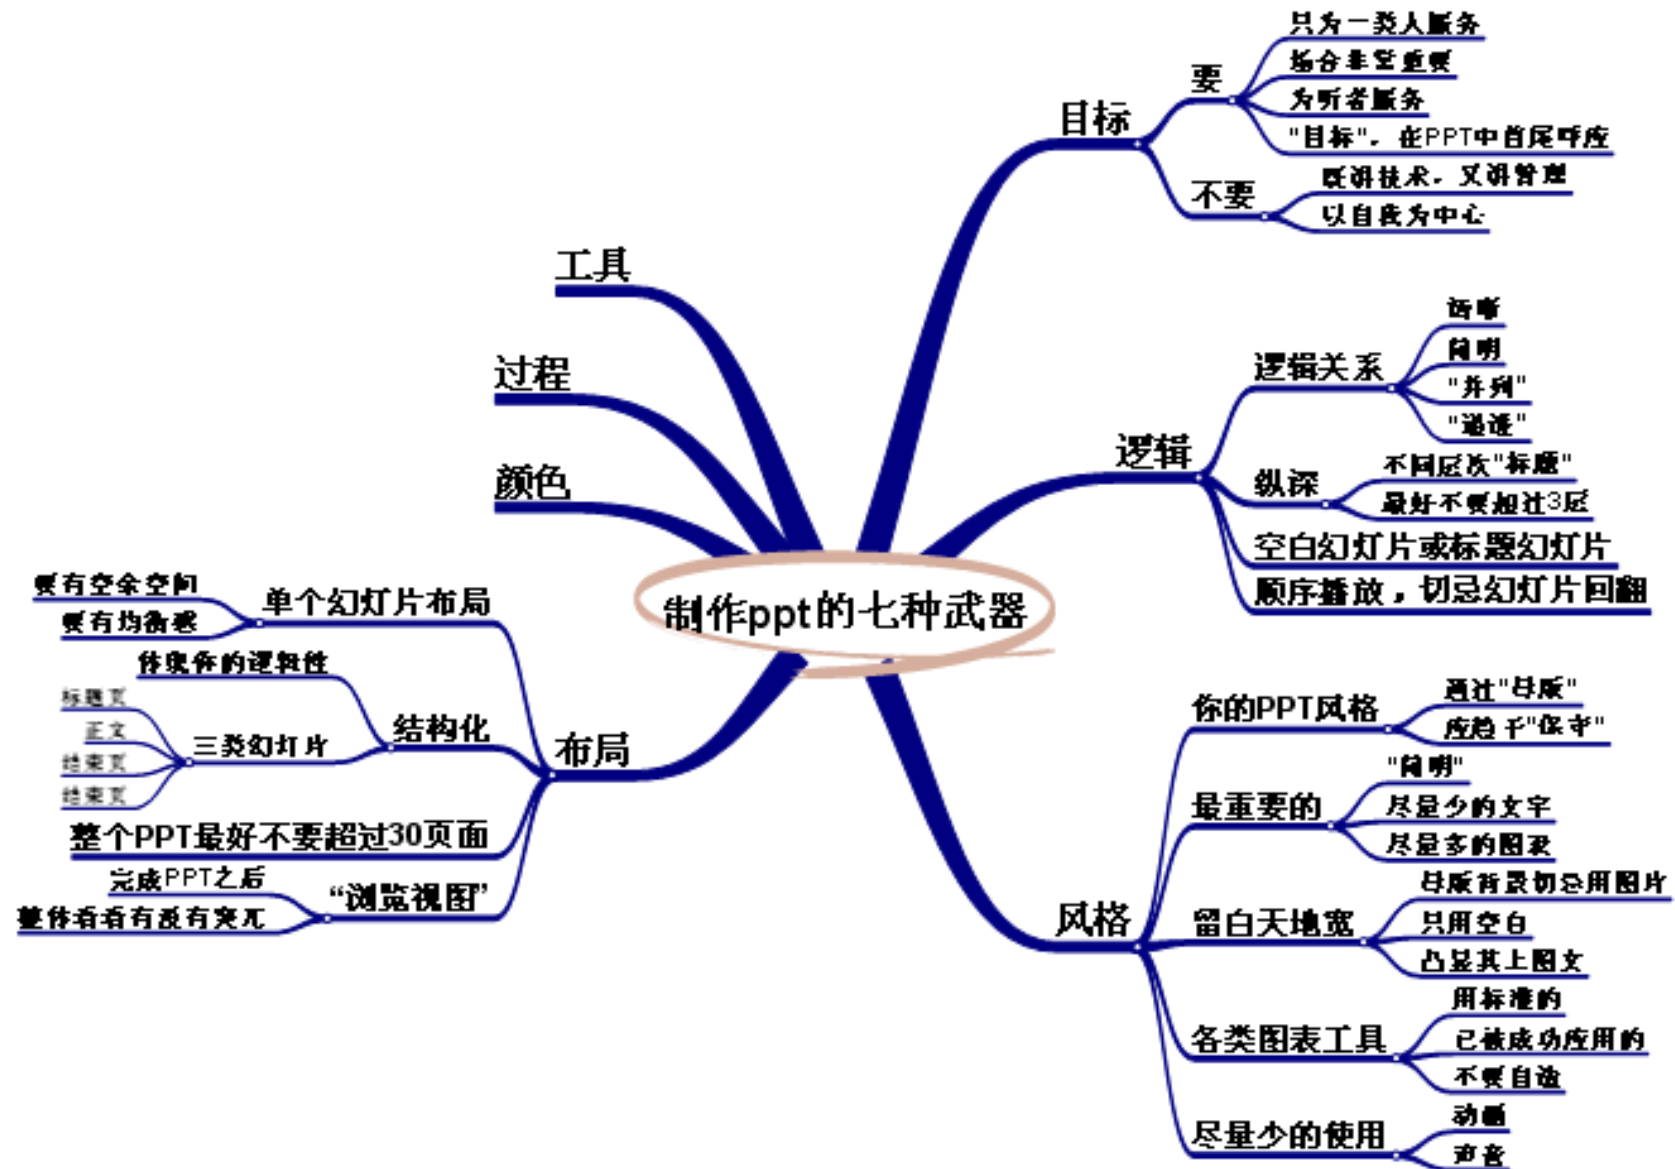 制作ppt的七种武器
目标
要
只为一类人服务
场合非常重要
为听者服务
"目标"，在PPT中首尾呼应
不要
既讲技术，又讲管理
以自我为中心
逻辑
逻辑关系
清晰
简明
"并列"
"递进"
纵深
不同层次"标题"
最好不要超过3层
空白幻灯片或标题幻灯片
顺序播放，切忌幻灯片回翻
风格
你的PPT风格
通过"母版"
应趋于"保守"
最重要的
"简明"
尽量少的文字
尽量多的图表
留白天地宽
母版背景切忌用图片
只用空白
凸显其上图文
各类图表工具
用标准的
已被成功应用的
不要自造
尽量少的使用
动画
声音
工具
过程
颜色
布局
单个幻灯片布局
要有空余空间
要有均衡感
结构化
体现你的逻辑性
三类幻灯片
标题页
正文
结束页
结束页
整个PPT最好不要超过30页面
“浏览视图”
完成PPT之后
整体看看有没有突兀